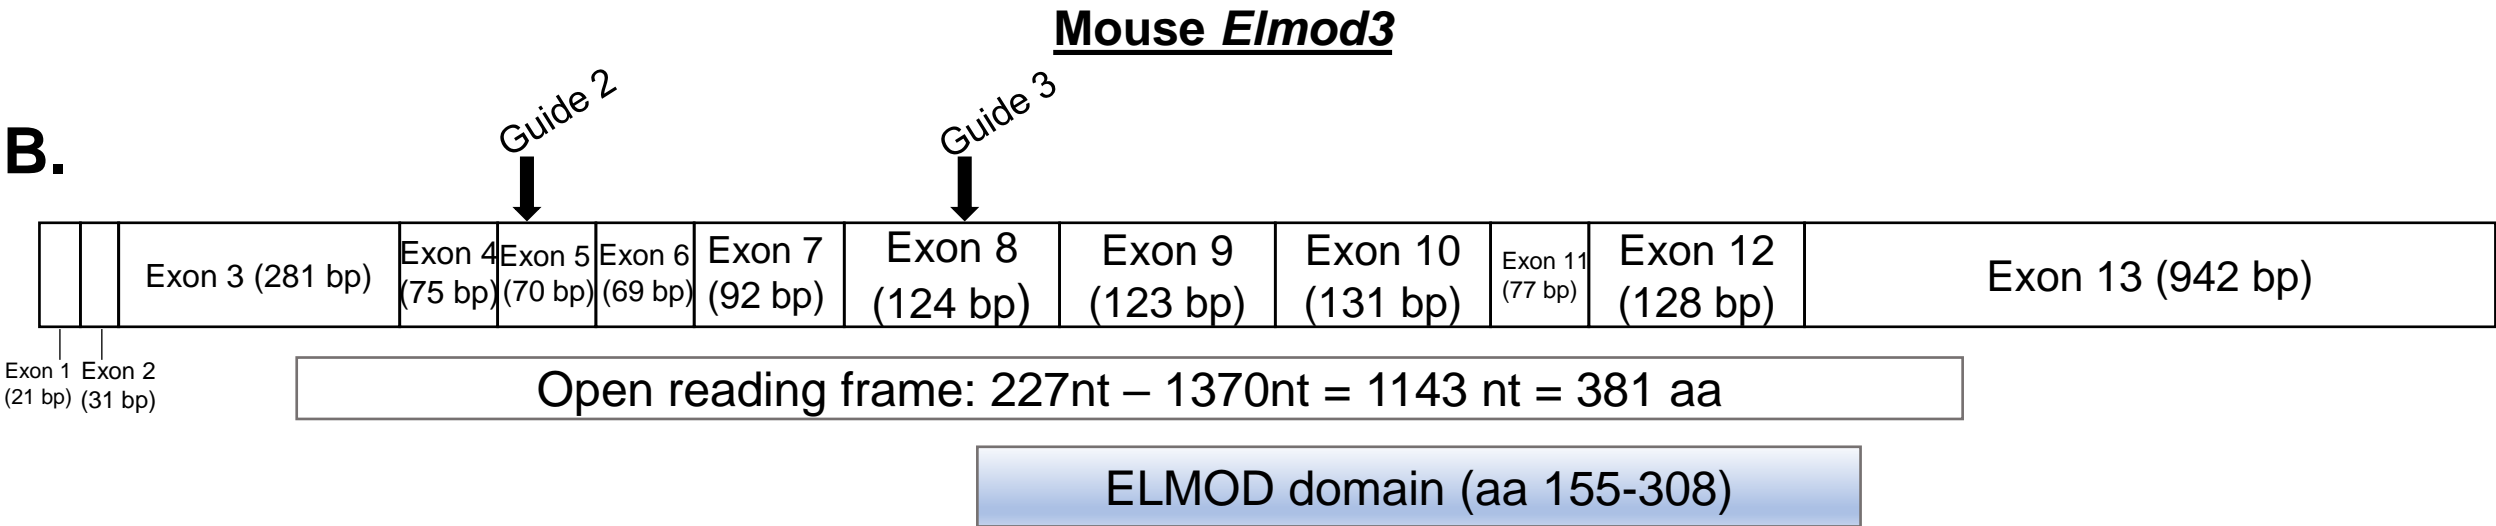 Mouse Elmod3
B.
Guide 2
Guide 3
Exon 3 (281 bp)
Exon 4
(75 bp)
Exon 5
(70 bp)
Exon 6
(69 bp)
Exon 7
(92 bp)
Exon 8
(124 bp)
Exon 9
(123 bp)
Exon 10
(131 bp)
Exon 11
(77 bp)
Exon 12
(128 bp)
Exon 13 (942 bp)
Exon 1
(21 bp)
Exon 2
(31 bp)
Open reading frame: 227nt – 1370nt = 1143 nt = 381 aa
ELMOD domain (aa 155-308)